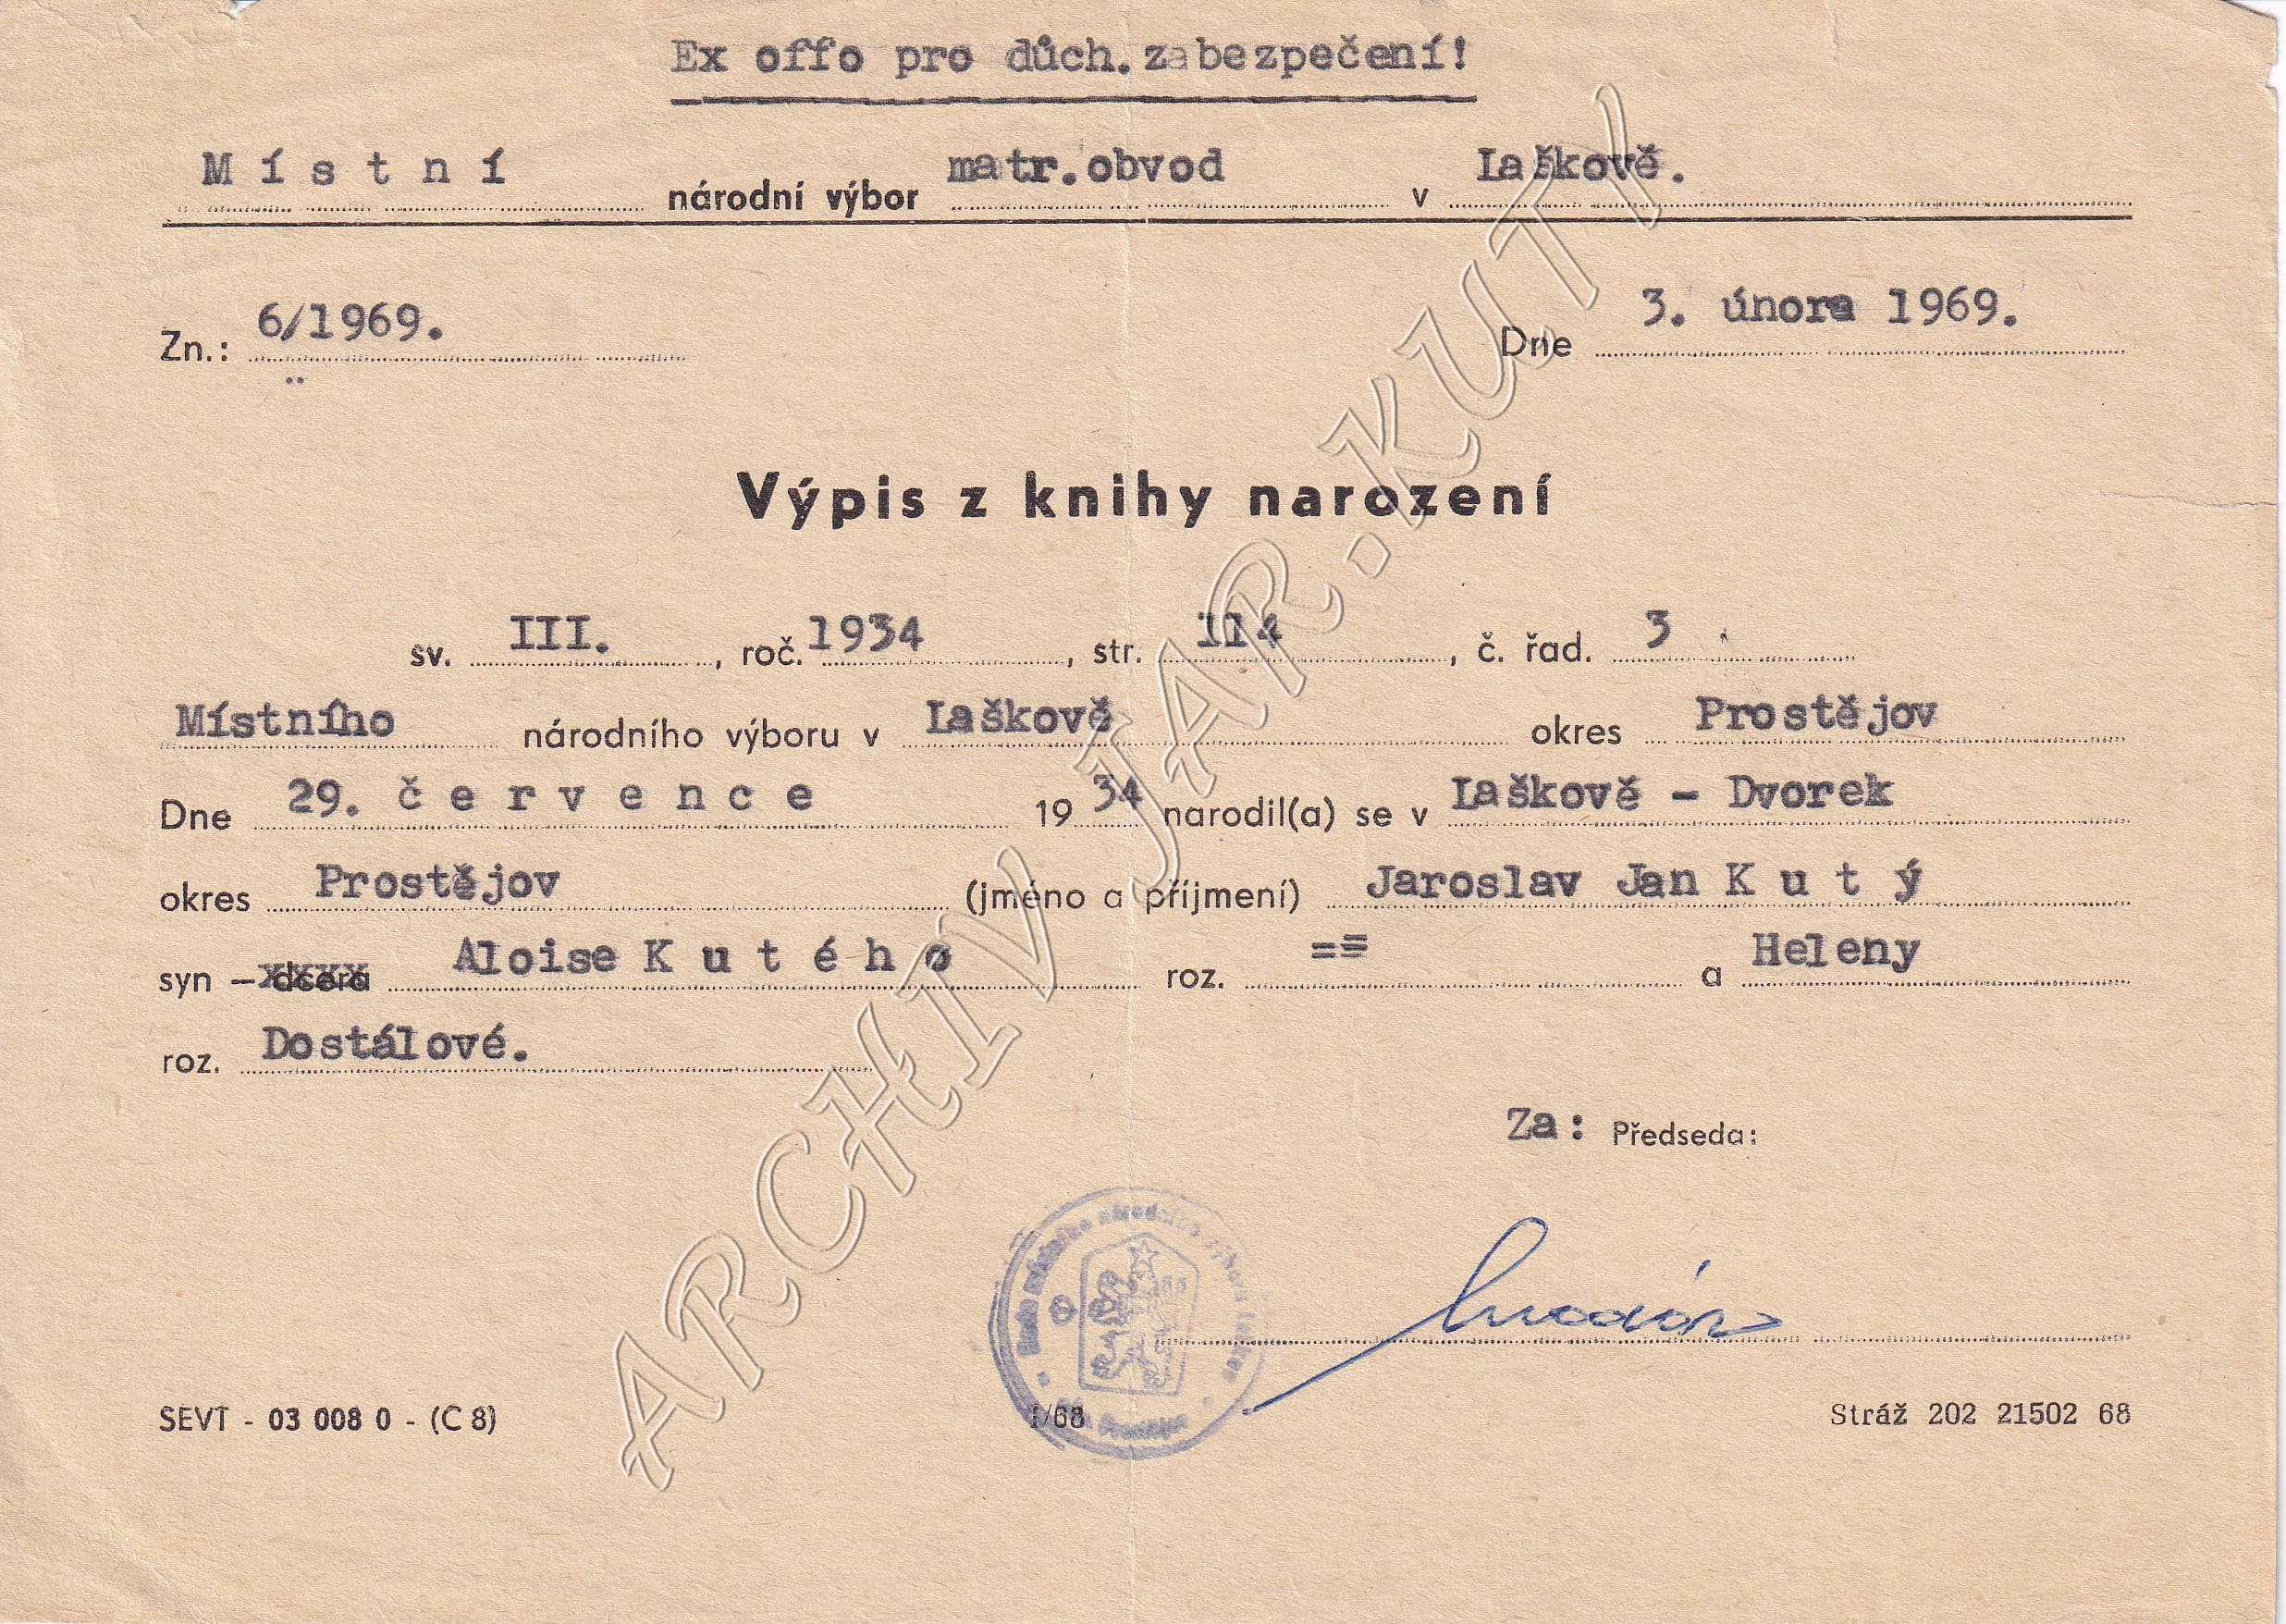 Ex offo pro důch. zabezpečení!
Místní národní výbor matr. obvod v Laškově.
Zn.: 6/1969. Dne 3. února 1969.
Výpis z knihy narození
sv. III., roč. 1934, str. 114, č. řad. 3
Místního národního výboru v Laškově okres Prostějov
Dne 29. července 1934 narodil(a) se v Laškově - Dvorek
okres Prostějov (jméno a příjmení) Jaroslav Jan Kutý
syn – dcera Aloise Kutého roz. == a Heleny
roz. Dostálové.
Za: Předseda:
SEVT - 03 008 0 - (C 8) 1/68 Stráž 202 21502 68
ARCHIV JAR. KUTÝ